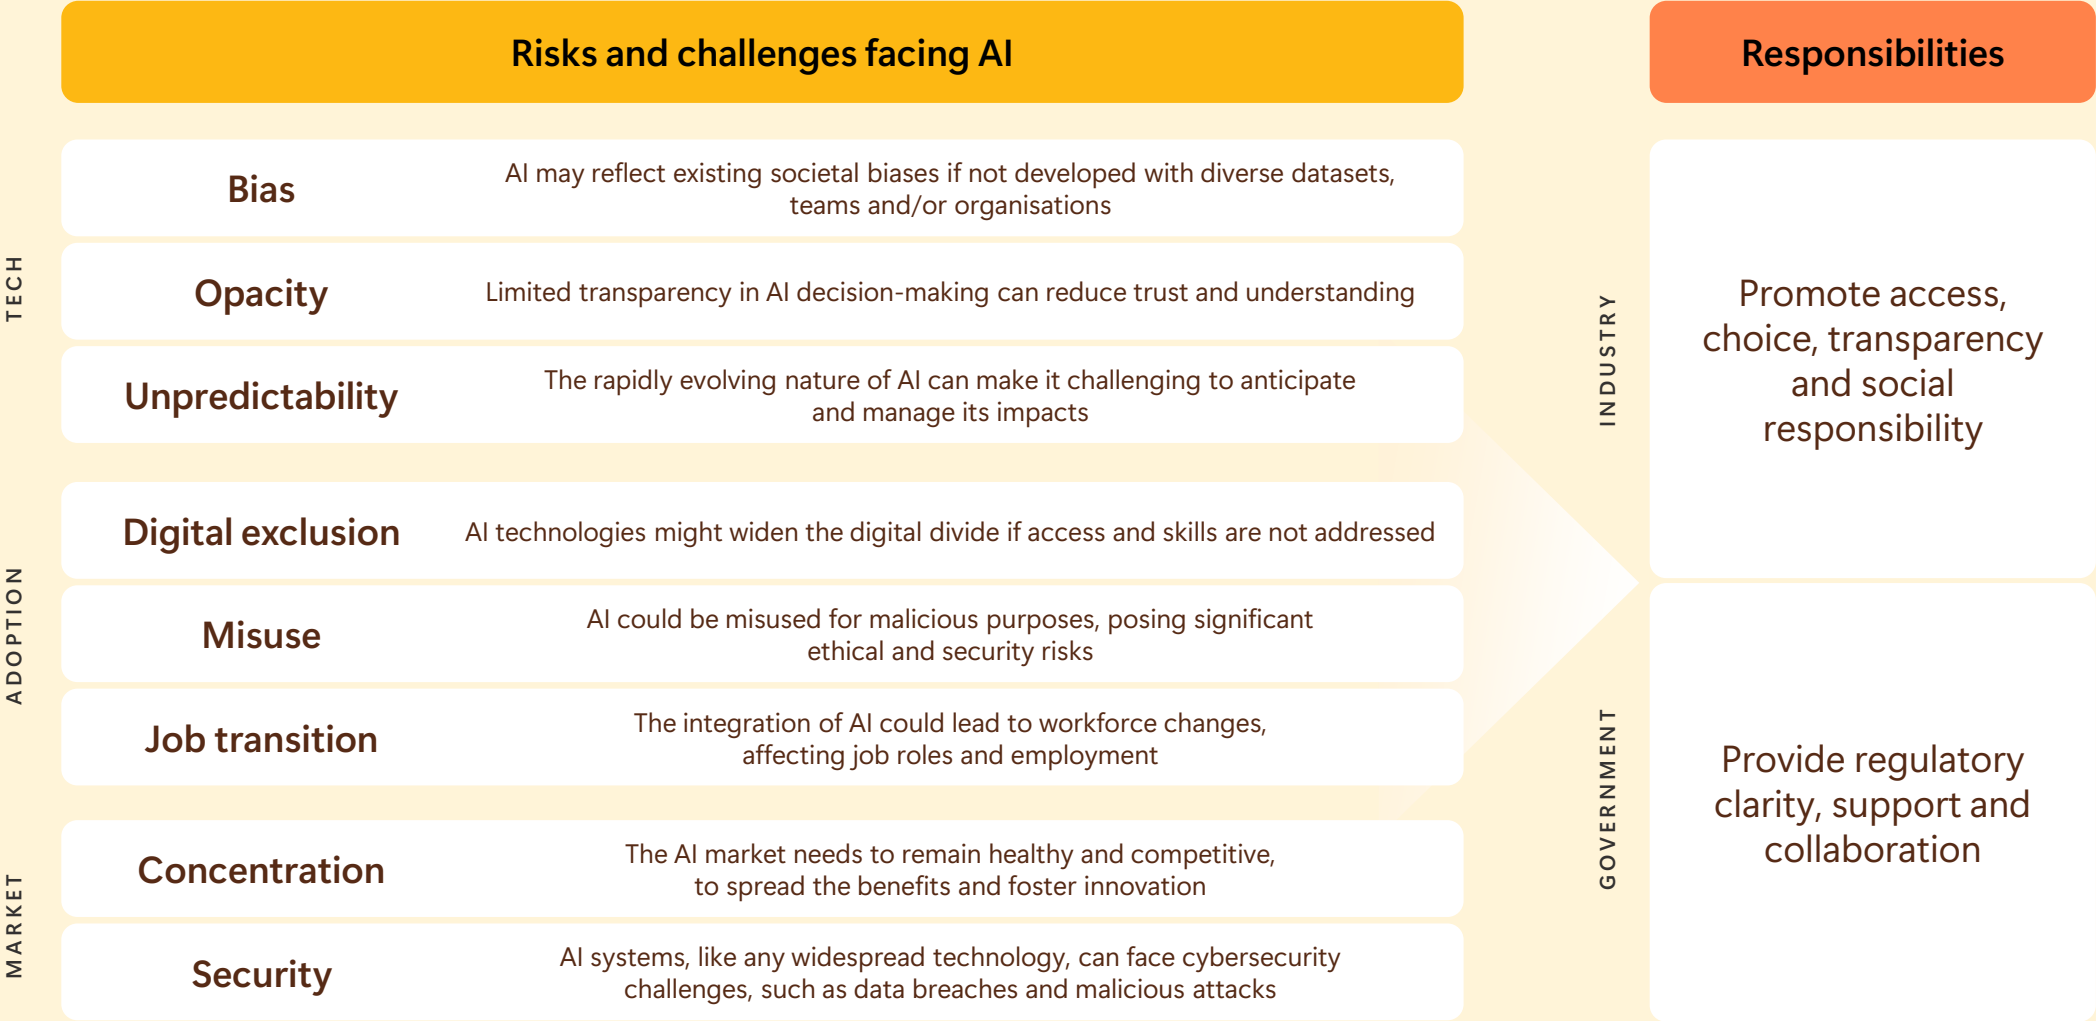 Risks and challenges facing AI
Responsibilities
TECH
Bias
AI may reflect existing societal biases if not developed with diverse datasets,
teams and/or organisations
Opacity
Limited transparency in AI decision-making can reduce trust and understanding
Unpredictability
The rapidly evolving nature of AI can make it challenging to anticipate
and manage its impacts
ADOPTION
Digital exclusion
AI technologies might widen the digital divide if access and skills are not addressed
Misuse
AI could be misused for malicious purposes, posing significant
ethical and security risks
Job transition
The integration of AI could lead to workforce changes,
affecting job roles and employment
MARKET
Concentration
The AI market needs to remain healthy and competitive,
to spread the benefits and foster innovation
Security
AI systems, like any widespread technology, can face cybersecurity
challenges, such as data breaches and malicious attacks
INDUSTRY
Promote access,
choice, transparency
and social
responsibility
GOVERNMENT
Provide regulatory
clarity, support and
collaboration